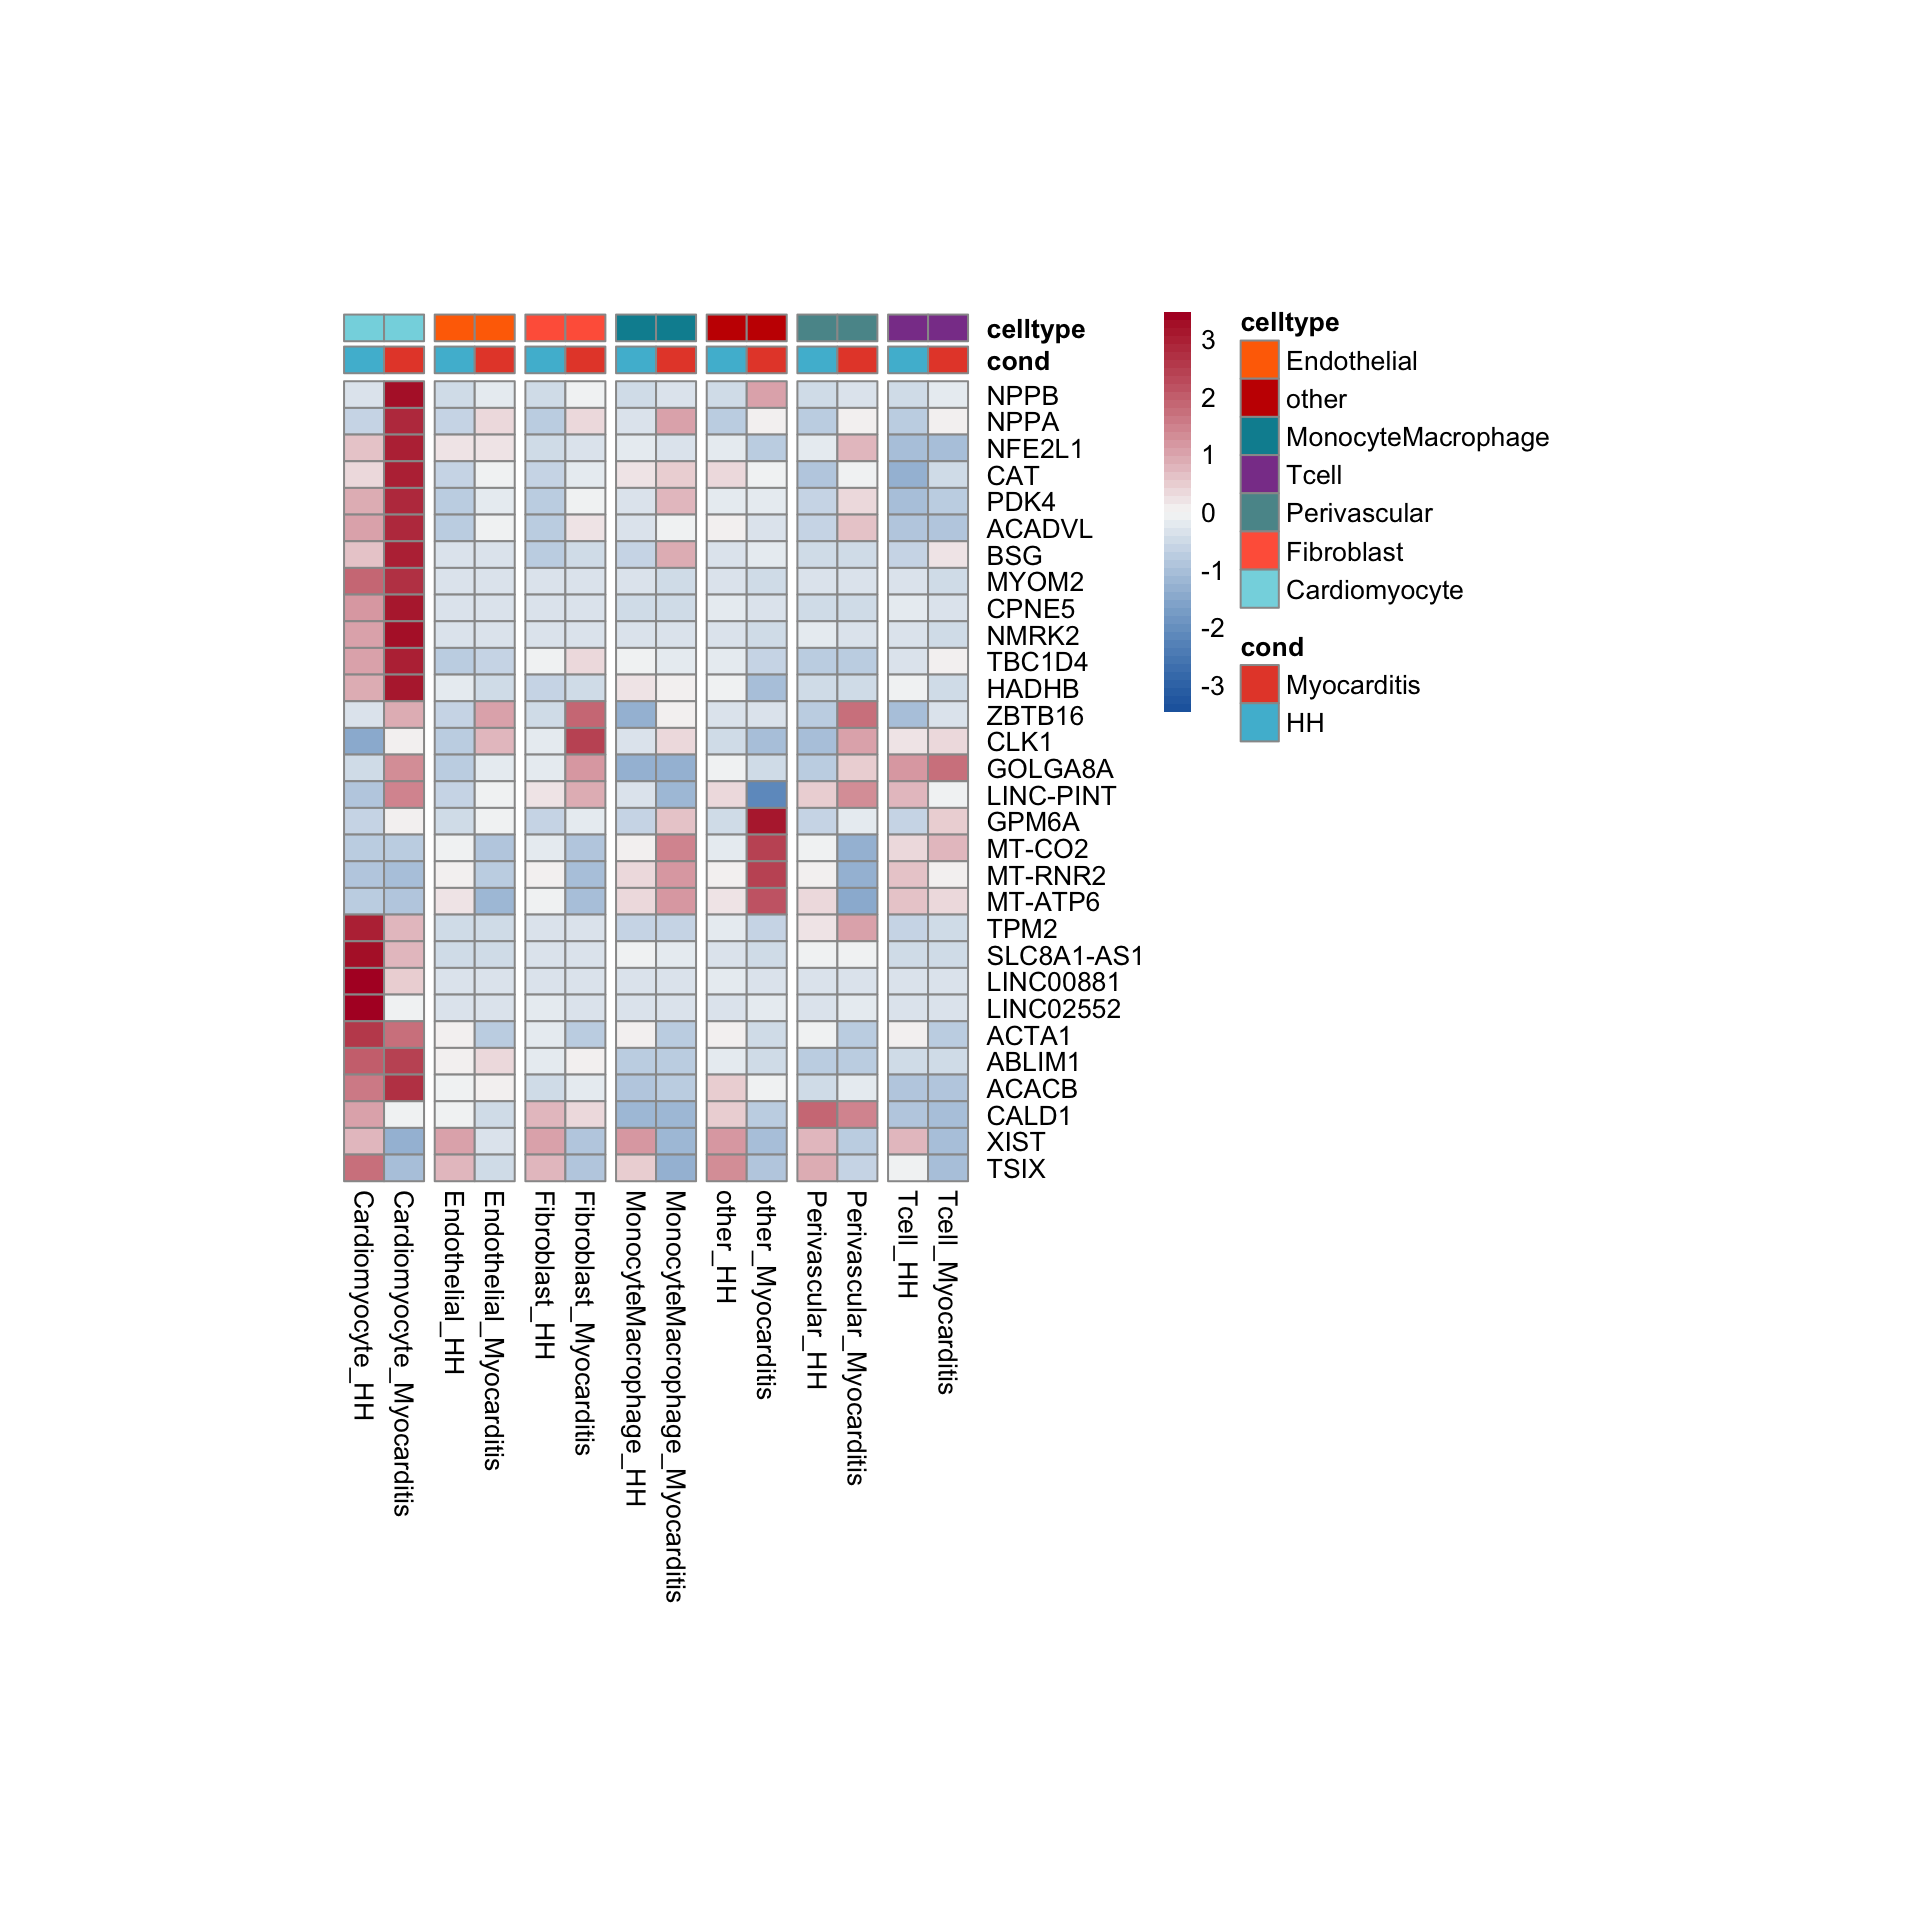 celltype
cond
NPPB
NPPA
NFE2L1
CAT
PDK4
ACADVL
BSG
MYOM2
CPNE5
NMRK2
TBC1D4
HADHB
ZBTB16
CLK1
GOLGA8A
LINC-PINT
GPM6A
MT-CO2
MT-RNR2
MT-ATP6
TPM2
SLC8A1-AS1
LINC00881
LINC02552
ACTA1
ABLIM1
ACACB
CALD1
XIST
TSIX
Cardiomyocyte_HH
Cardiomyocyte_Myocarditis
Endothelial_HH
Endothelial_Myocarditis
Fibroblast_HH
Fibroblast_Myocarditis
MonocyteMacrophage_HH
MonocyteMacrophage_Myocarditis
other_HH
other_Myocarditis
Perivascular_HH
Perivascular_Myocarditis
Tcell_HH
Tcell_Myocarditis
3
2
1
0
-1
-2
-3
celltype
Endothelial
other
MonocyteMacrophage
Tcell
Perivascular
Fibroblast
Cardiomyocyte
cond
Myocarditis
HH